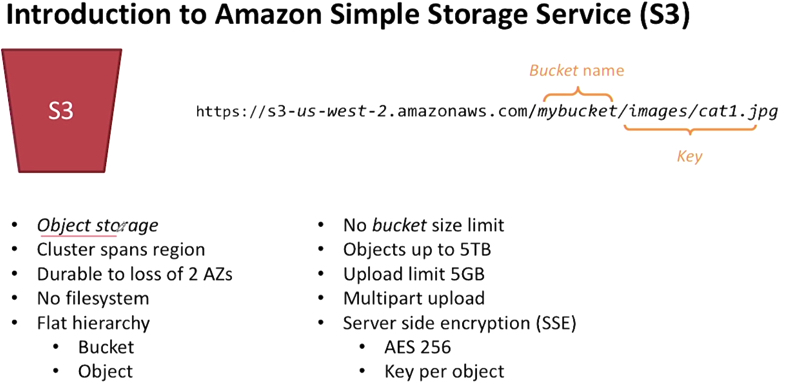 Introduction to Amazon Simple Storage Service (S3)
S3
Bucket name
https://s3-us-west-2.amazonaws.com/mybucket/images/cat1.jpg
Key
• Object storage
• Cluster spans region
• Durable to loss of 2 AZs
• No filesystem
• Flat hierarchy
• Bucket
• Object
• No bucket size limit
• Objects up to 5TB
• Upload limit 5GB
• Multipart upload
• Server side encryption (SSE)
• AES 256
• Key per object